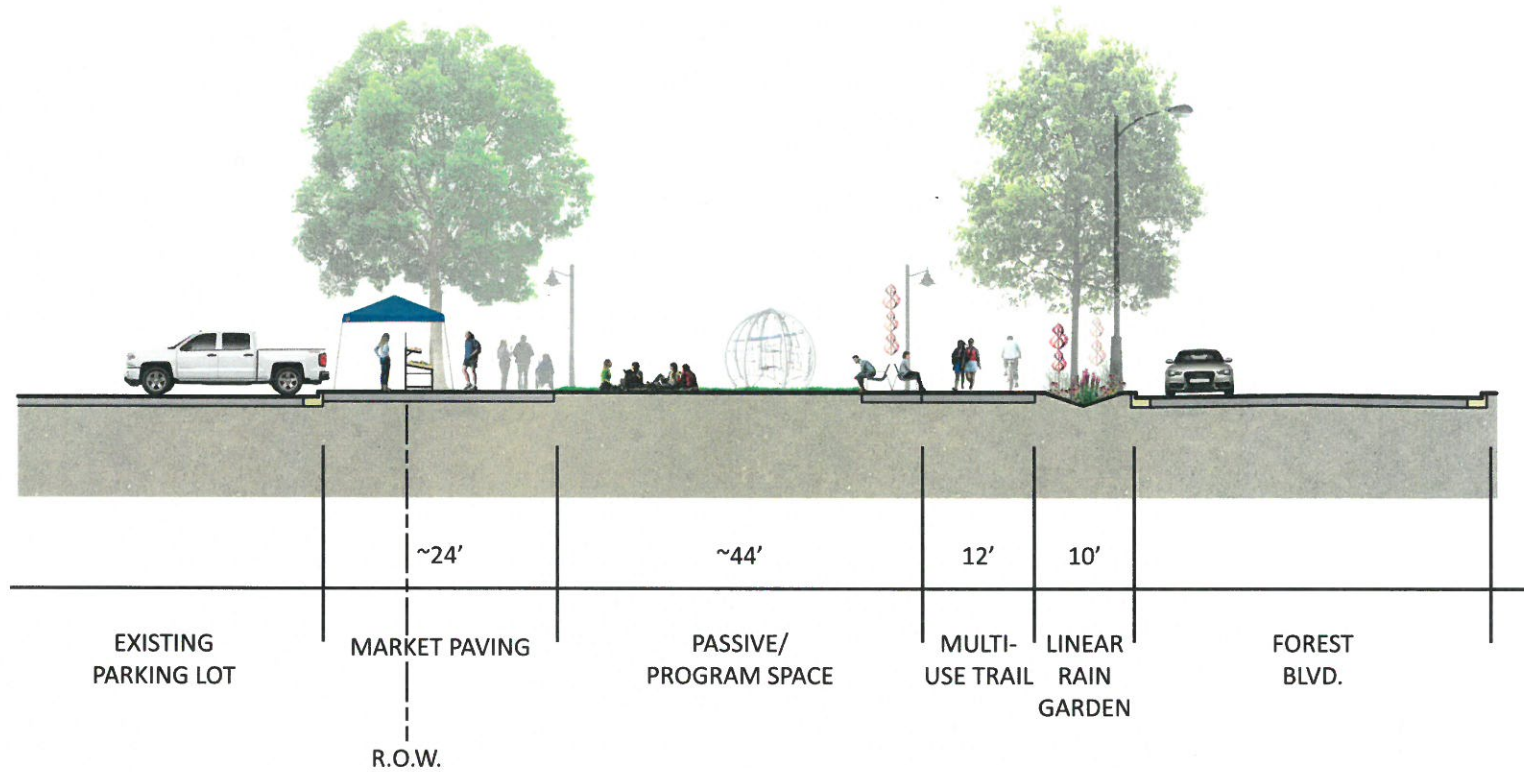 ~24'
~44'
12'
10'
EXISTING
PARKING LOT
MARKET PAVING
PASSIVE/
PROGRAM SPACE
MULTI-
USE TRAIL
LINEAR
RAIN
GARDEN
FOREST
BLVD.
R.O.W.